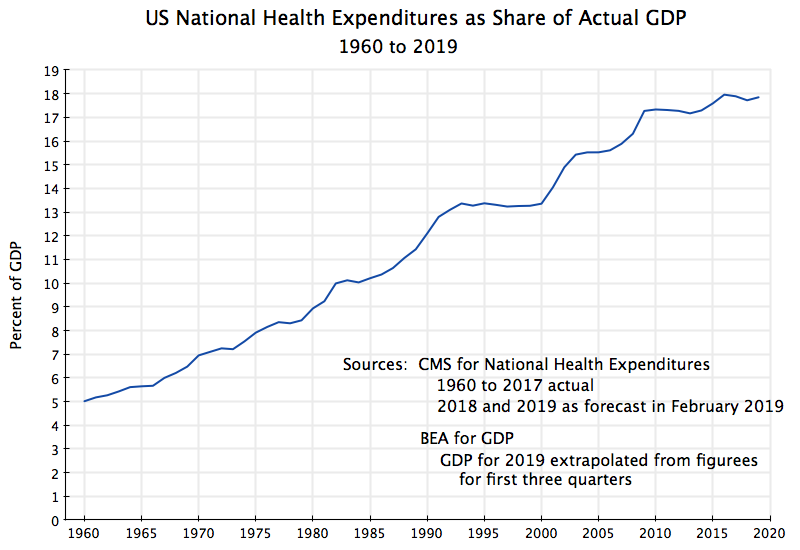 US National Health Expenditures as Share of Actual GDP
1960 to 2019
Percent of GDP
19
18
17
16
15
14
13
12
11
10
9
8
7
6
5
4
3
2
1
0
Sources: CMS for National Health Expenditures
1960 to 2017 actual
2018 and 2019 as forecast in February 2019
BEA for GDP
GDP for 2019 extrapolated from figurees
for first three quarters
1960 1965 1970 1975 1980 1985 1990 1995 2000 2005 2010 2015 2020